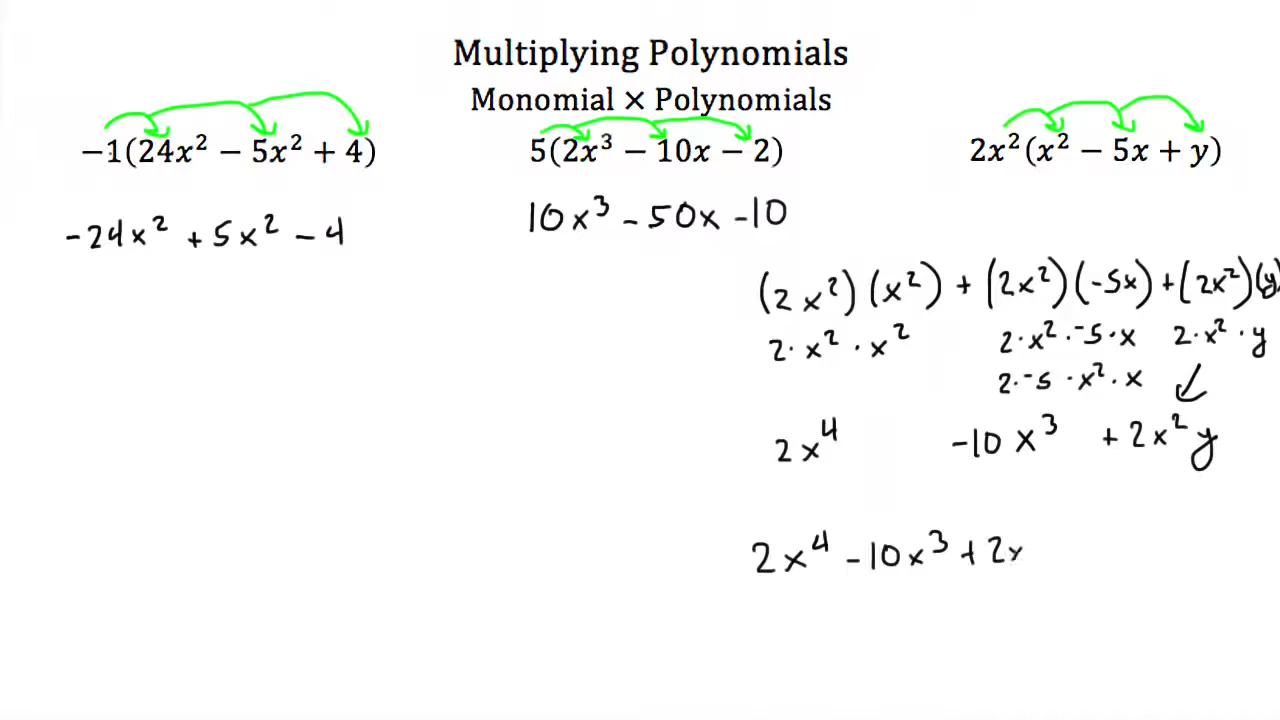 Multiplying Polynomials
Monomial × Polynomials
−1(24x² − 5x² + 4)
-24x² + 5x² - 4
5(2x³ − 10x − 2)
10x³ - 50x - 10
2x²(x² − 5x + y)
(2x²)(x²) + (2x²)(-5x) + (2x²)(y)
2·x²·x² 2·x²·-5·x 2·x²·y
2·-5·x²·x
2x⁴ -10x³ + 2x²y
2x⁴ - 10x³ + 2x